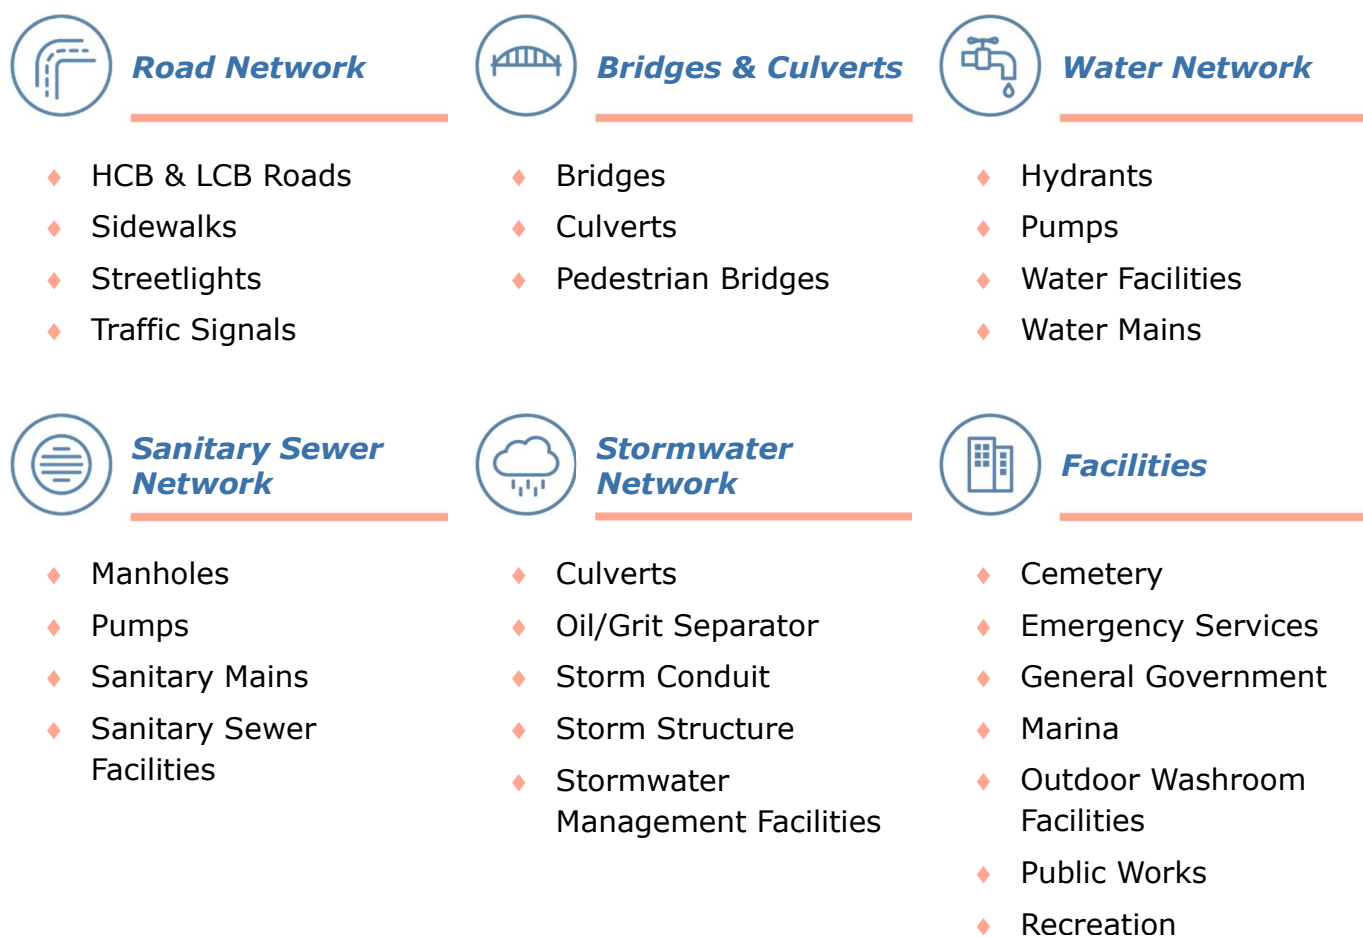 Road Network
HCB & LCB Roads
Sidewalks
Streetlights
Traffic Signals
Bridges & Culverts
Bridges
Culverts
Pedestrian Bridges
Water Network
Hydrants
Pumps
Water Facilities
Water Mains
Sanitary Sewer
Network
Manholes
Pumps
Sanitary Mains
Sanitary Sewer
Facilities
Stormwater
Network
Culverts
Oil/Grit Separator
Storm Conduit
Storm Structure
Stormwater
Management Facilities
Facilities
Cemetery
Emergency Services
General Government
Marina
Outdoor Washroom
Facilities
Public Works
Recreation